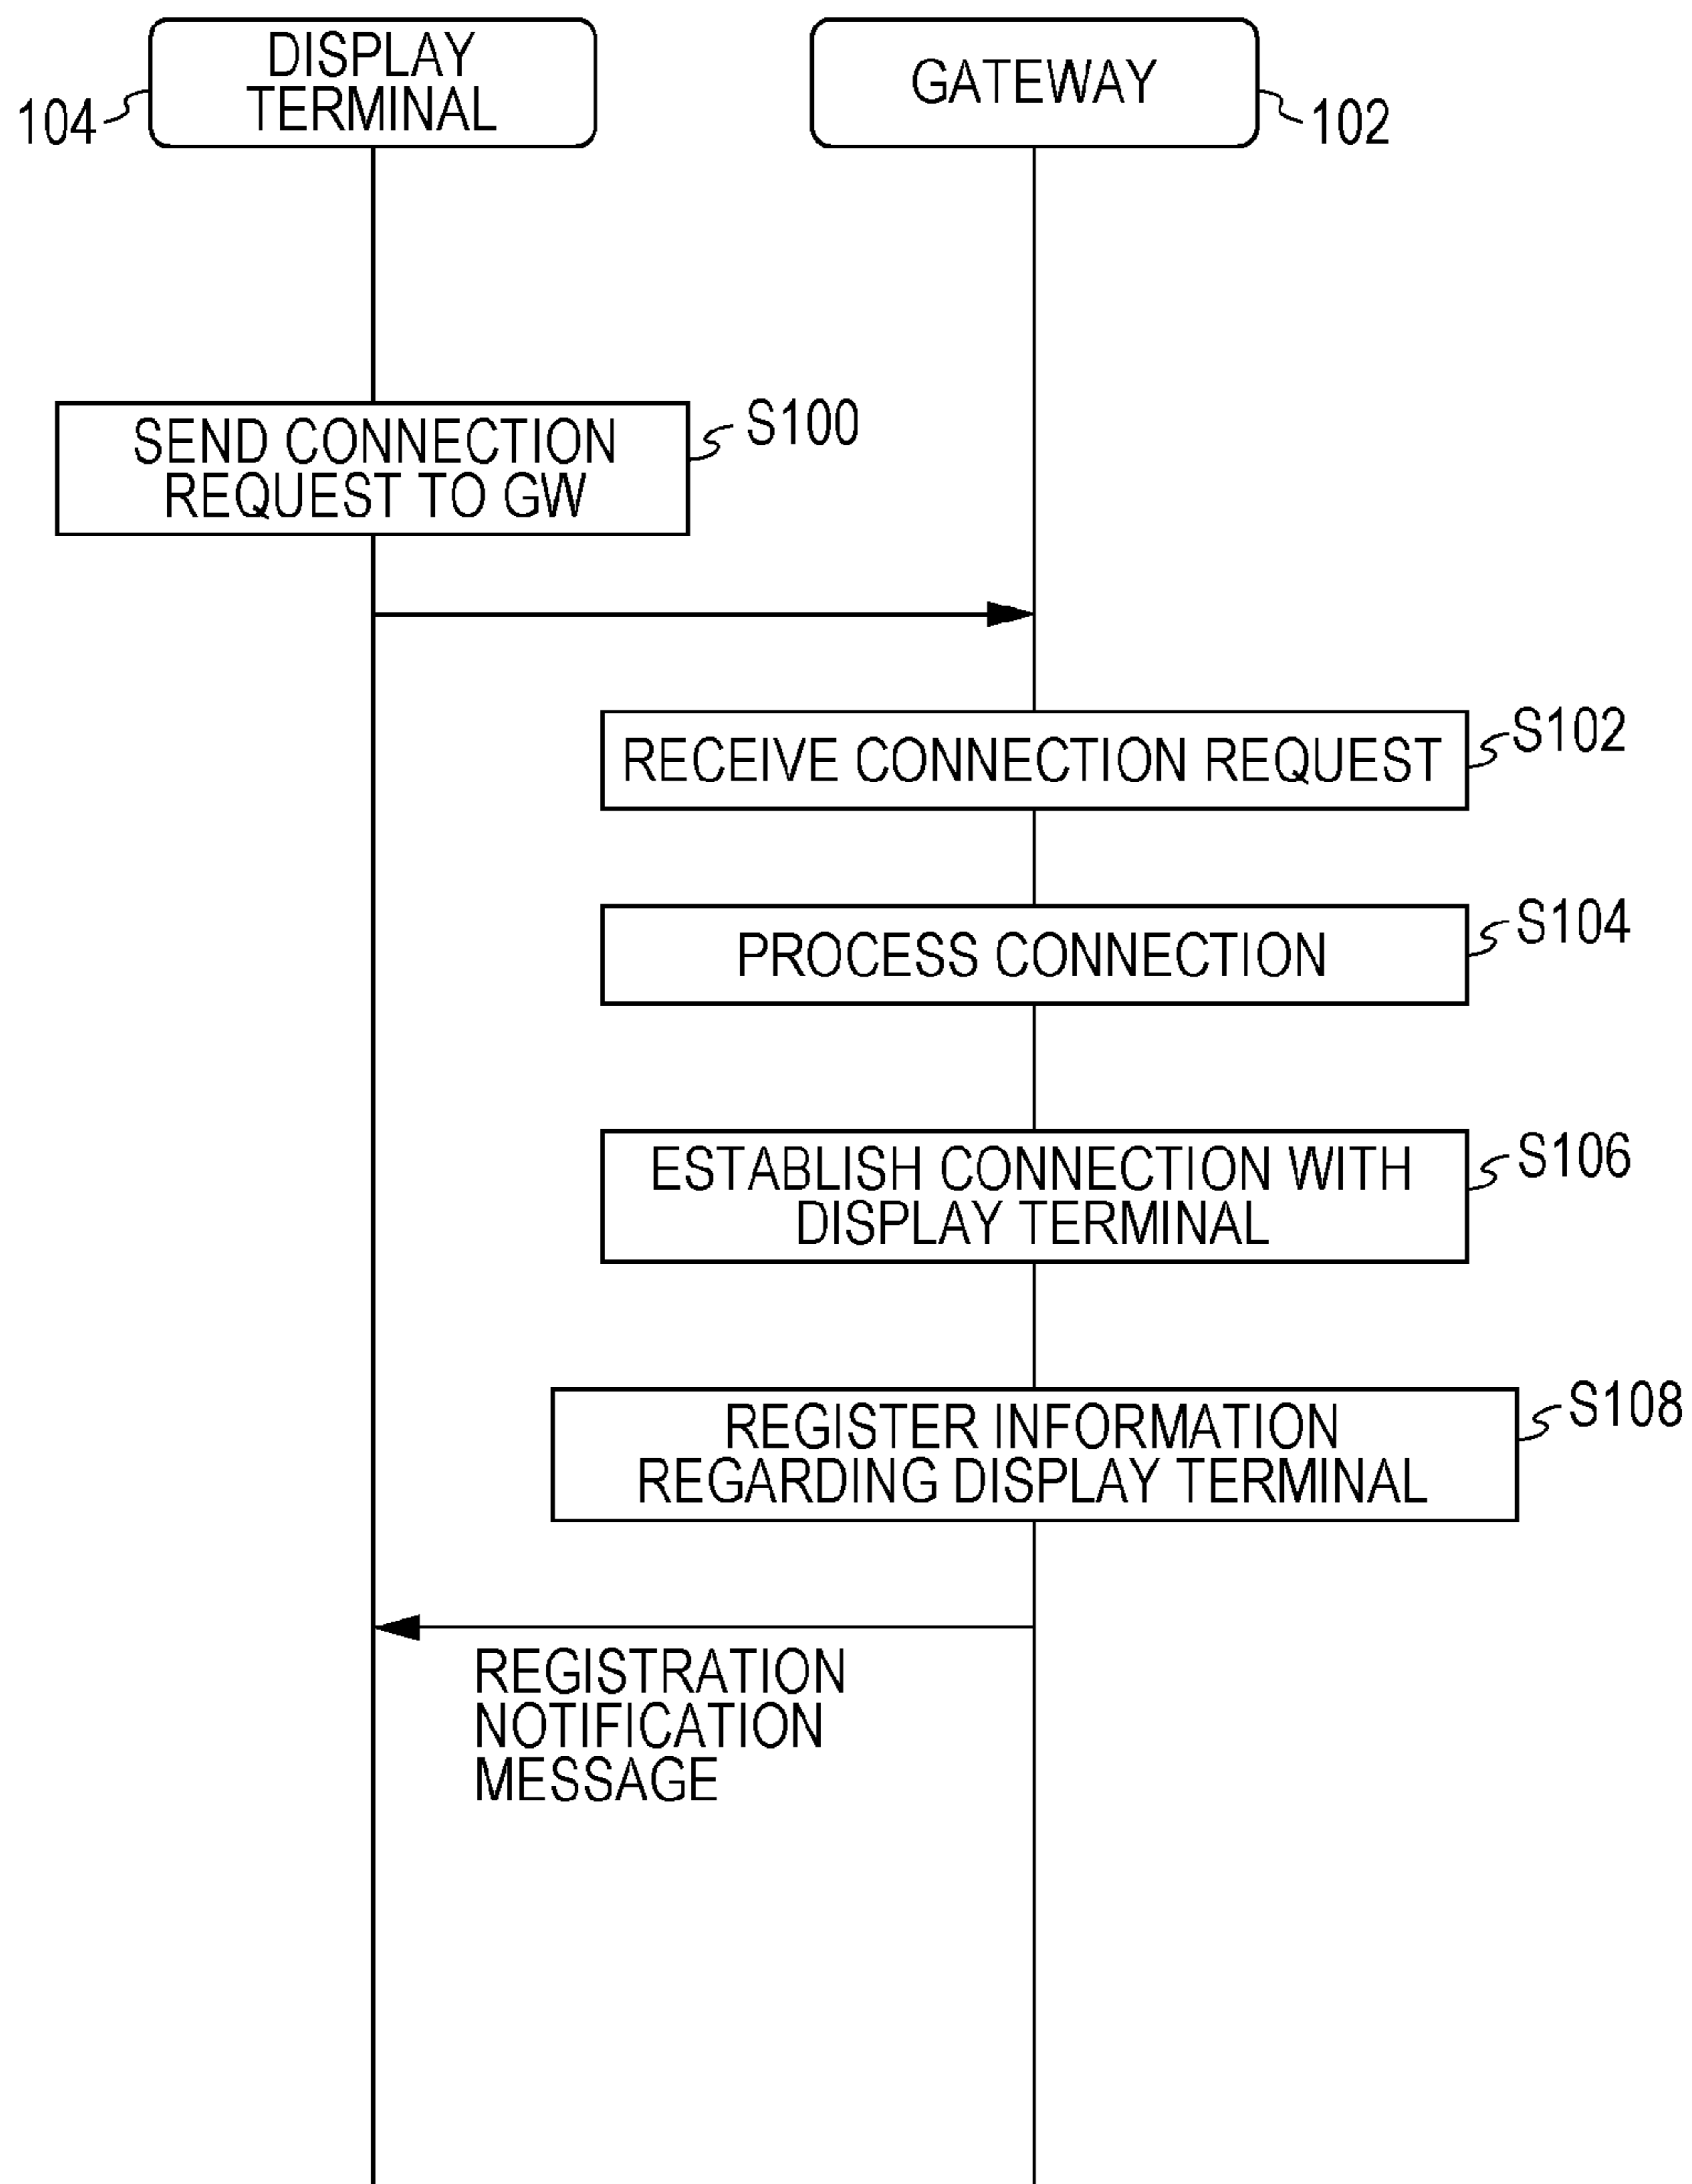 DISPLAY
TERMINAL
104
GATEWAY
102
SEND CONNECTION
REQUEST TO GW
S100
RECEIVE CONNECTION REQUEST
S102
PROCESS CONNECTION
S104
ESTABLISH CONNECTION WITH
DISPLAY TERMINAL
S106
REGISTER INFORMATION
REGARDING DISPLAY TERMINAL
S108
REGISTRATION
NOTIFICATION
MESSAGE